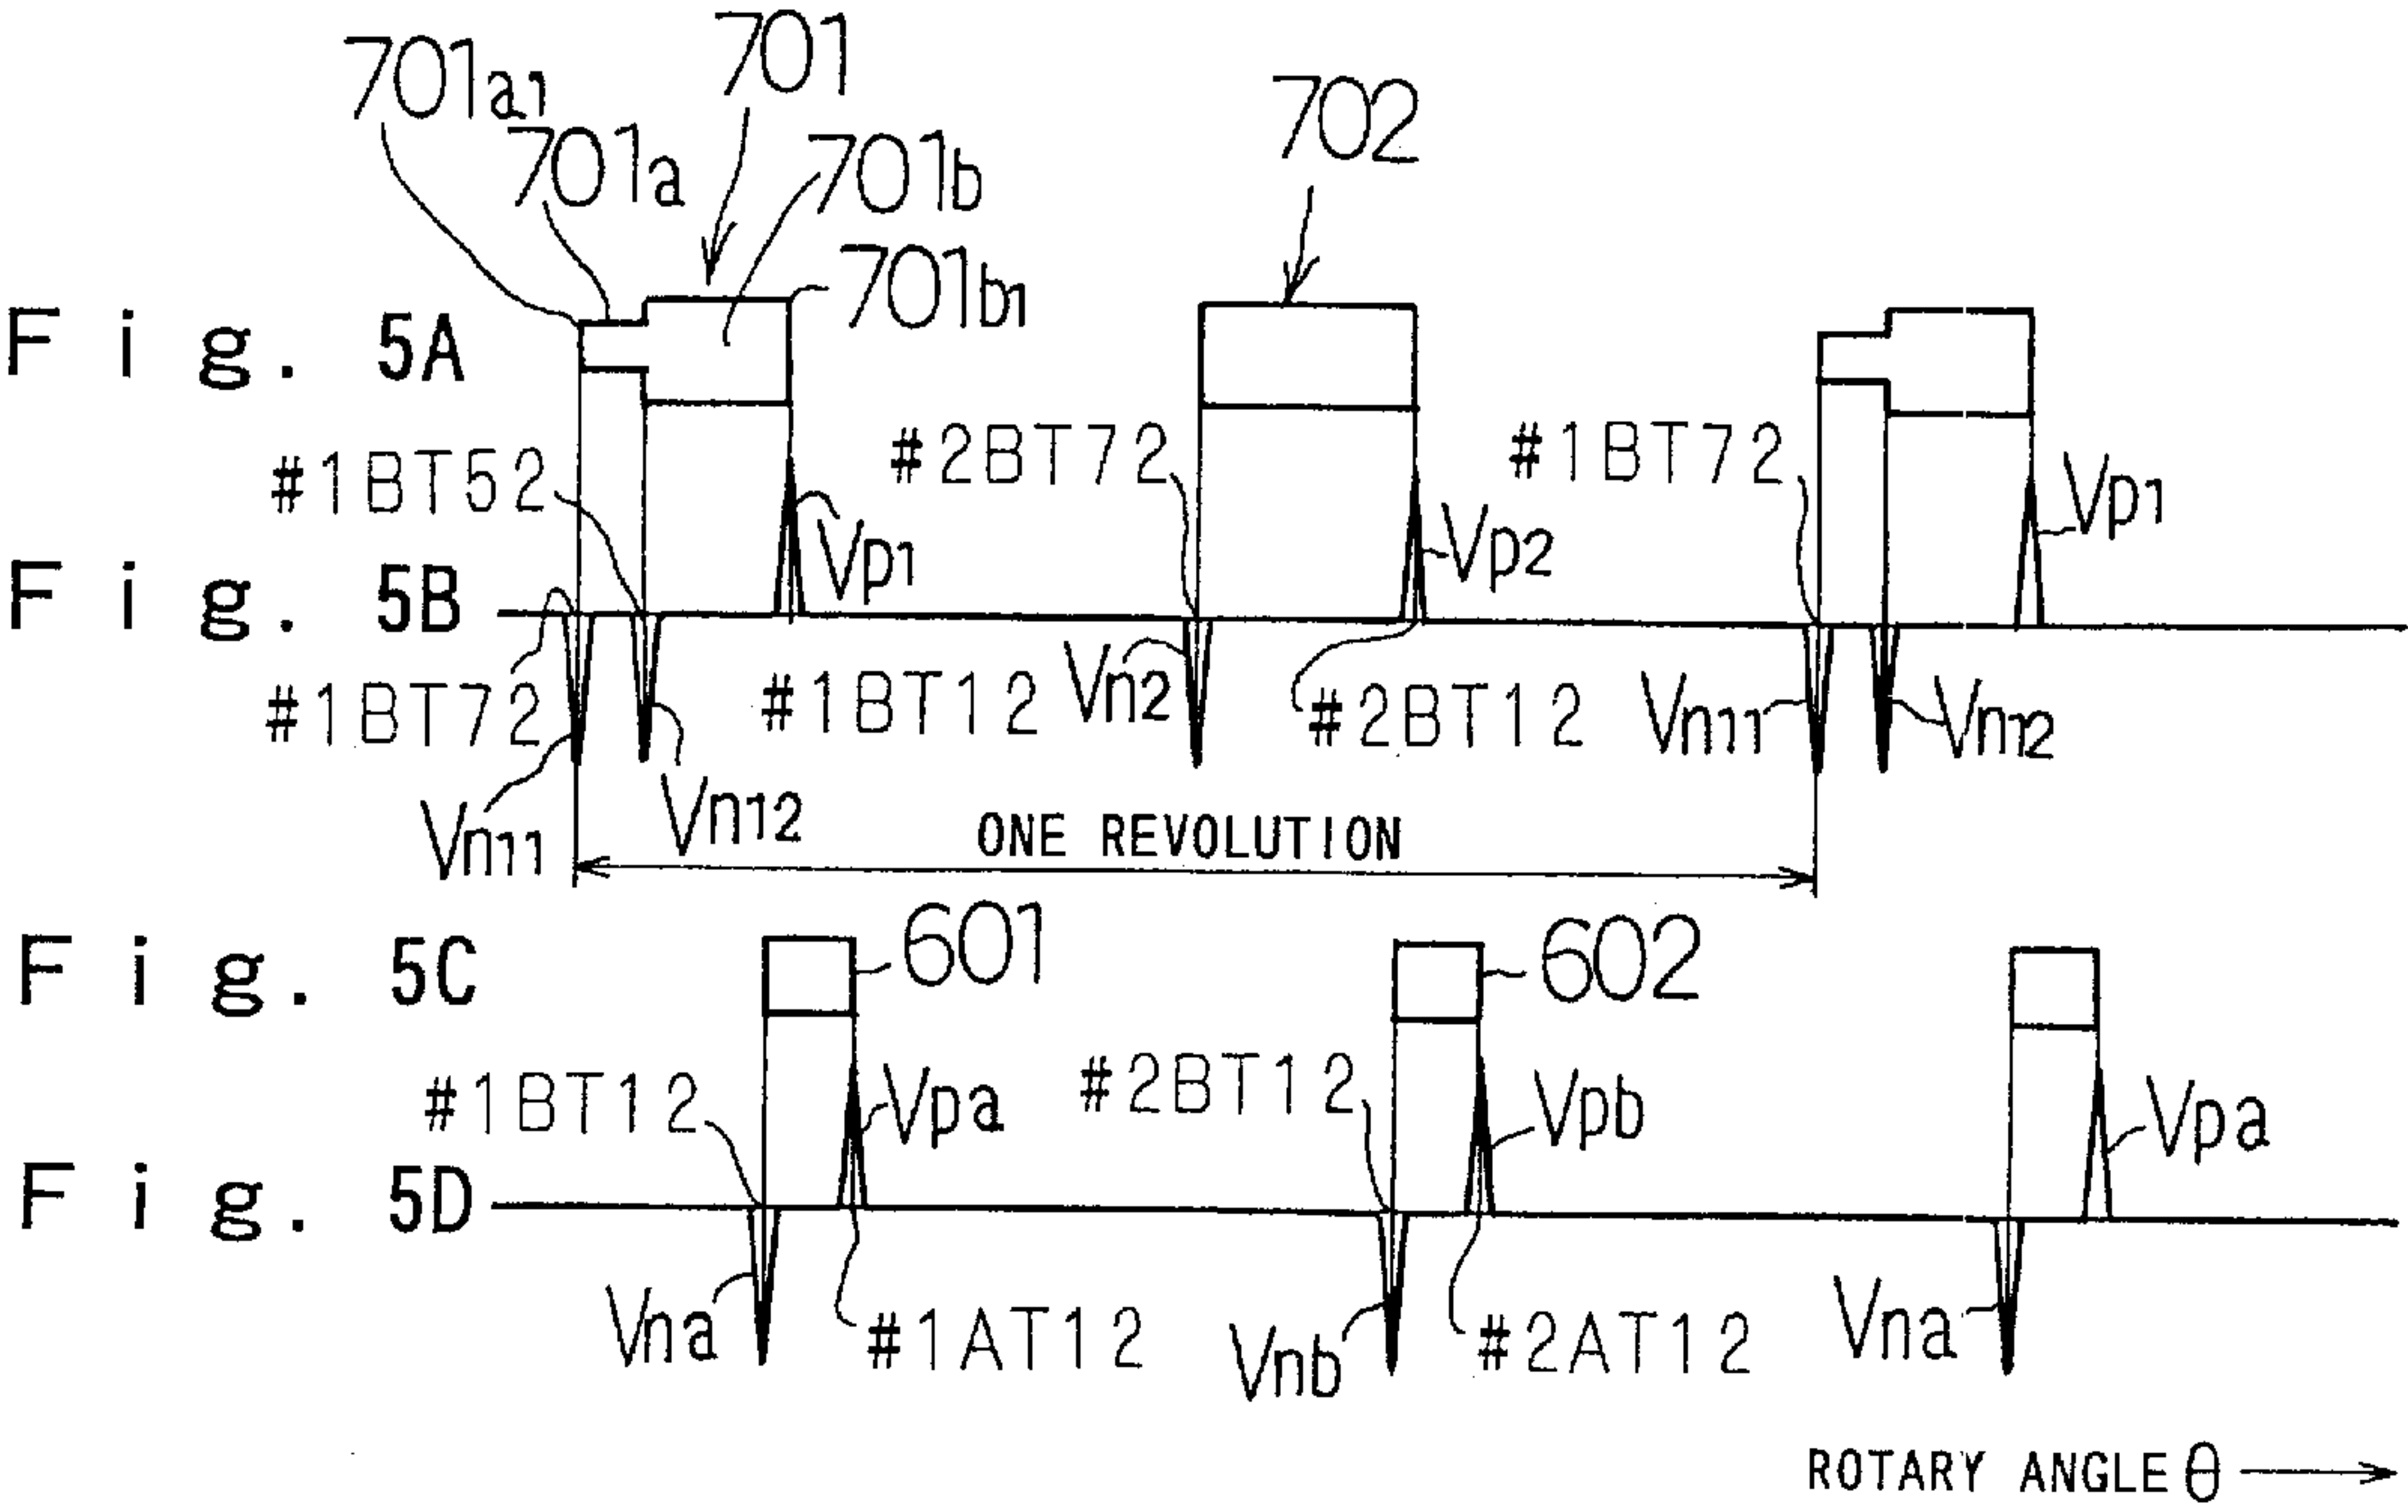 701a1 701 702
701a 701b
701b1
Fig. 5A
#1BT52 #2BT72 #1BT72
Vp1 Vp2 Vp1
Fig. 5B
#1BT72 Vn12 #1BT12 Vn2 #2BT12 Vn11 Vn12
Vn11
ONE REVOLUTION
Fig. 5C 601 602
#1BT12 Vpa #2BT12 Vpb Vpa
Fig. 5D
Vna #1AT12 Vnb #2AT12 Vna
ROTARY ANGLE θ